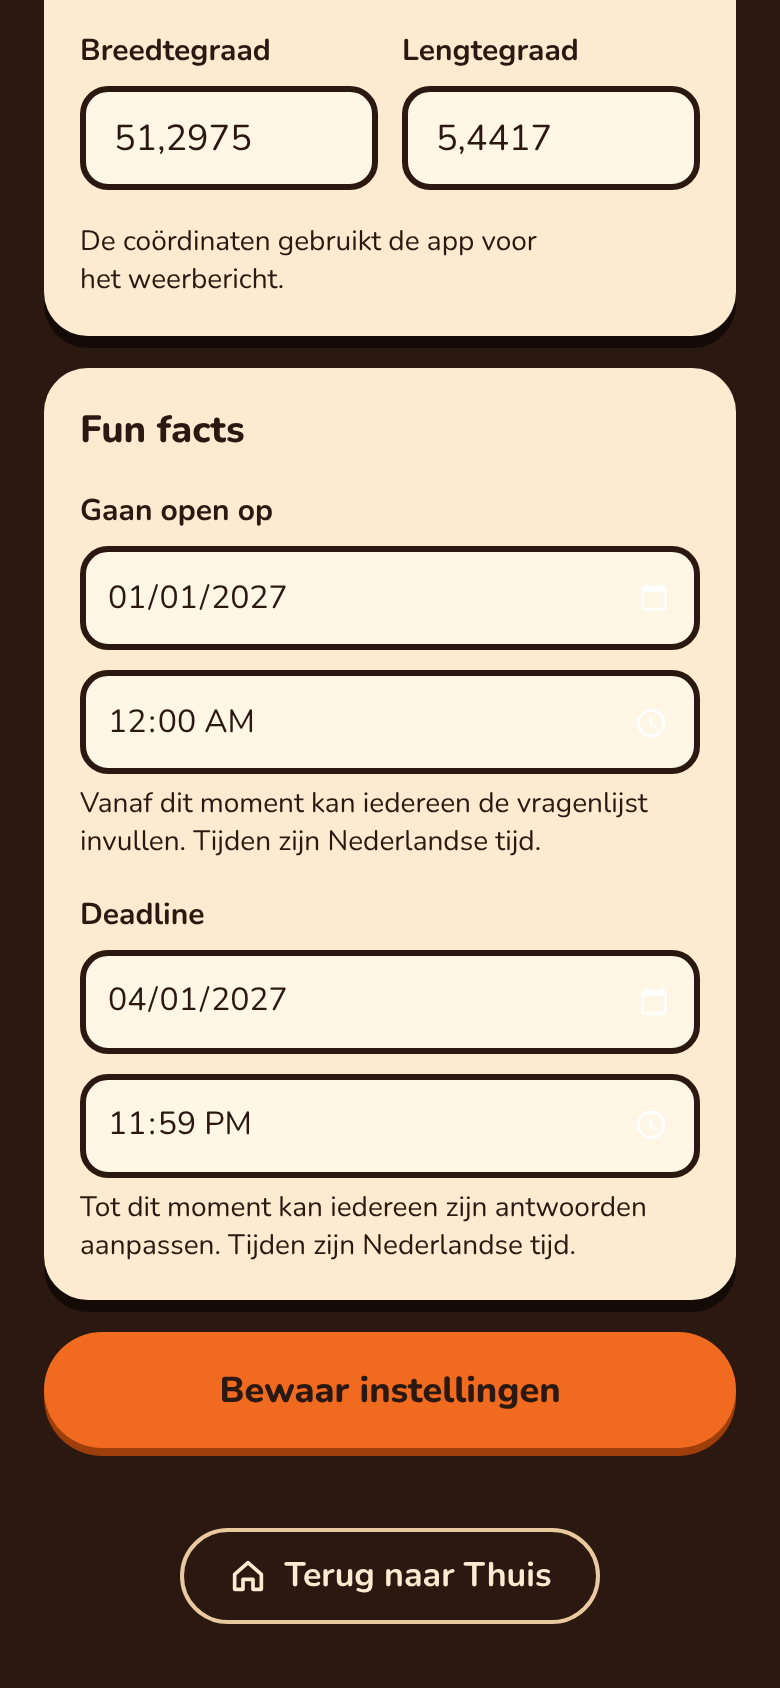 Breedtegraad
Lengtegraad
51,2975
5,4417
De coördinaten gebruikt de app voor
het weerbericht.
Fun facts
Gaan open op
01/01/2027
12:00 AM
Vanaf dit moment kan iedereen de vragenlijst
invullen. Tijden zijn Nederlandse tijd.
Deadline
04/01/2027
11:59 PM
Tot dit moment kan iedereen zijn antwoorden
aanpassen. Tijden zijn Nederlandse tijd.
Bewaar instellingen
Terug naar Thuis